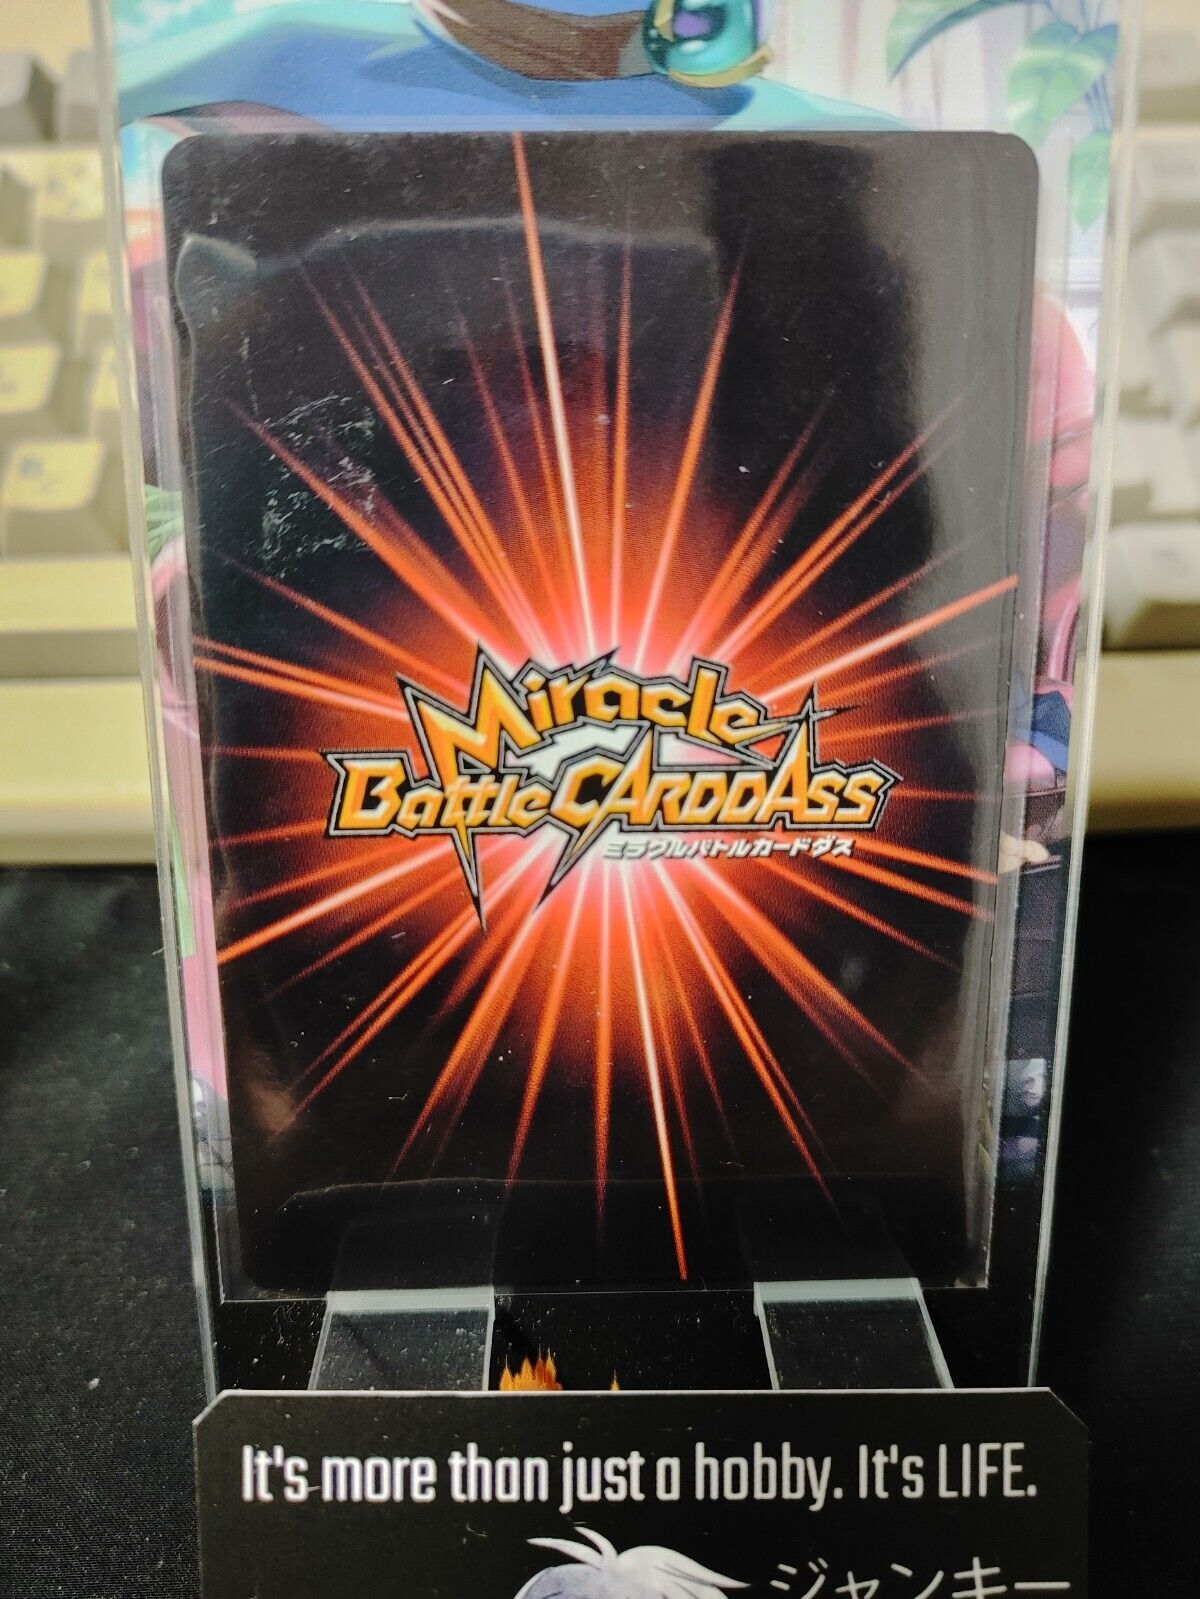 Miracle
Battle CARDDASS
ミラクルバトルカードダス
It's more than just a hobby. It's LIFE.
ジャンキー